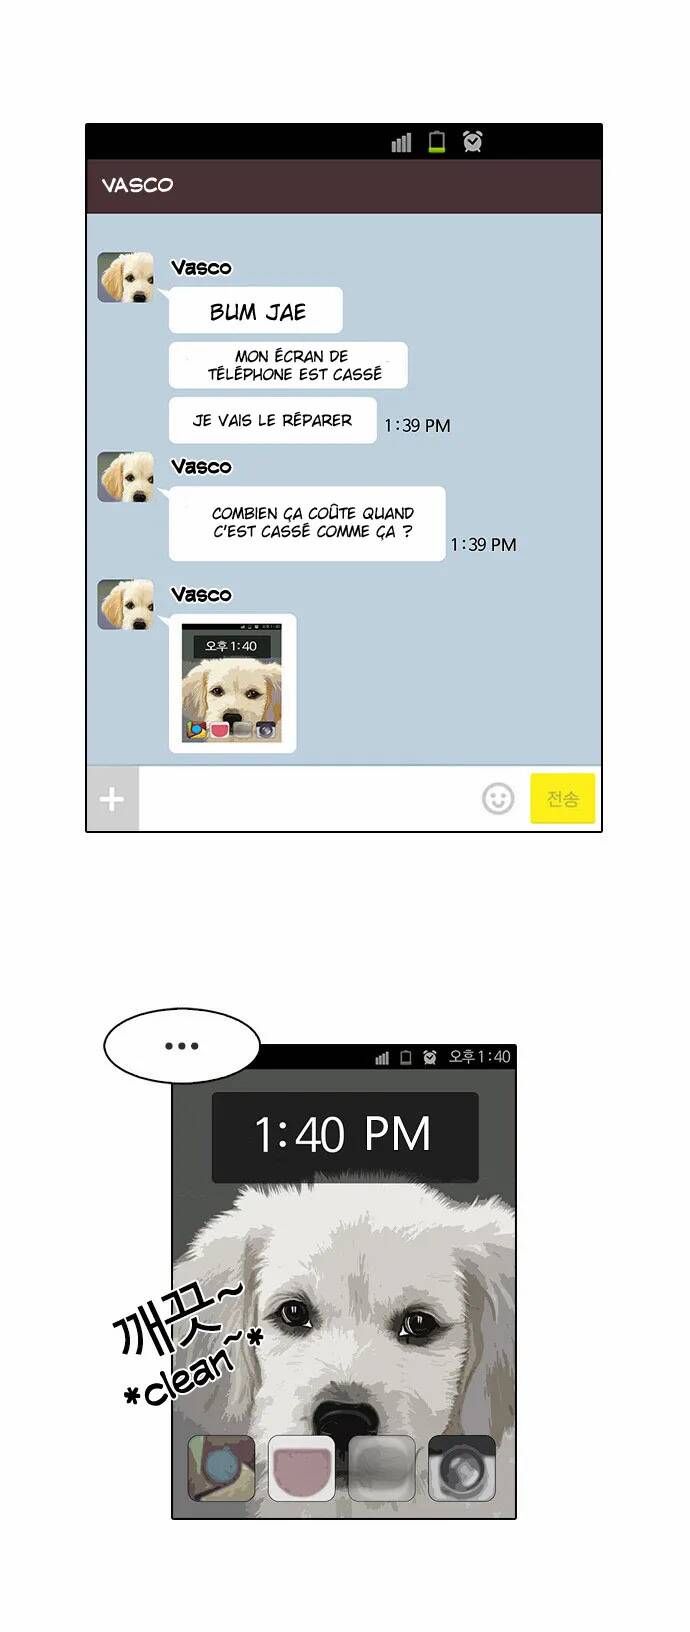 VASCO
Vasco
BUM JAE
MON ÉCRAN DE
TÉLÉPHONE EST CASSÉ
JE VAIS LE RÉPARER
1:39 PM
Vasco
COMBIEN ÇA COÛTE QUAND
C'EST CASSÉ COMME ÇA ?
1:39 PM
Vasco
오후 1:40
전송
...
오후 1:40
1:40 PM
깨끗~
*clean~*